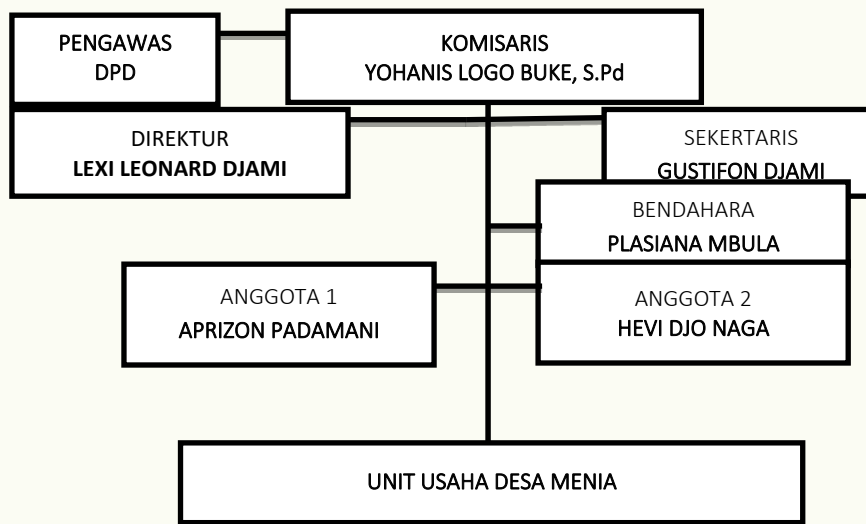 PENGAWAS
DPD
KOMISARIS
YOHANIS LOGO BUKE, S.Pd
DIREKTUR
LEXI LEONARD DJAMI
SEKERTARIS
GUSTIFON DJAMI
BENDAHARA
PLASIANA MBULA
ANGGOTA 1
APRIZON PADAMANI
ANGGOTA 2
HEVI DJO NAGA
UNIT USAHA DESA MENIA